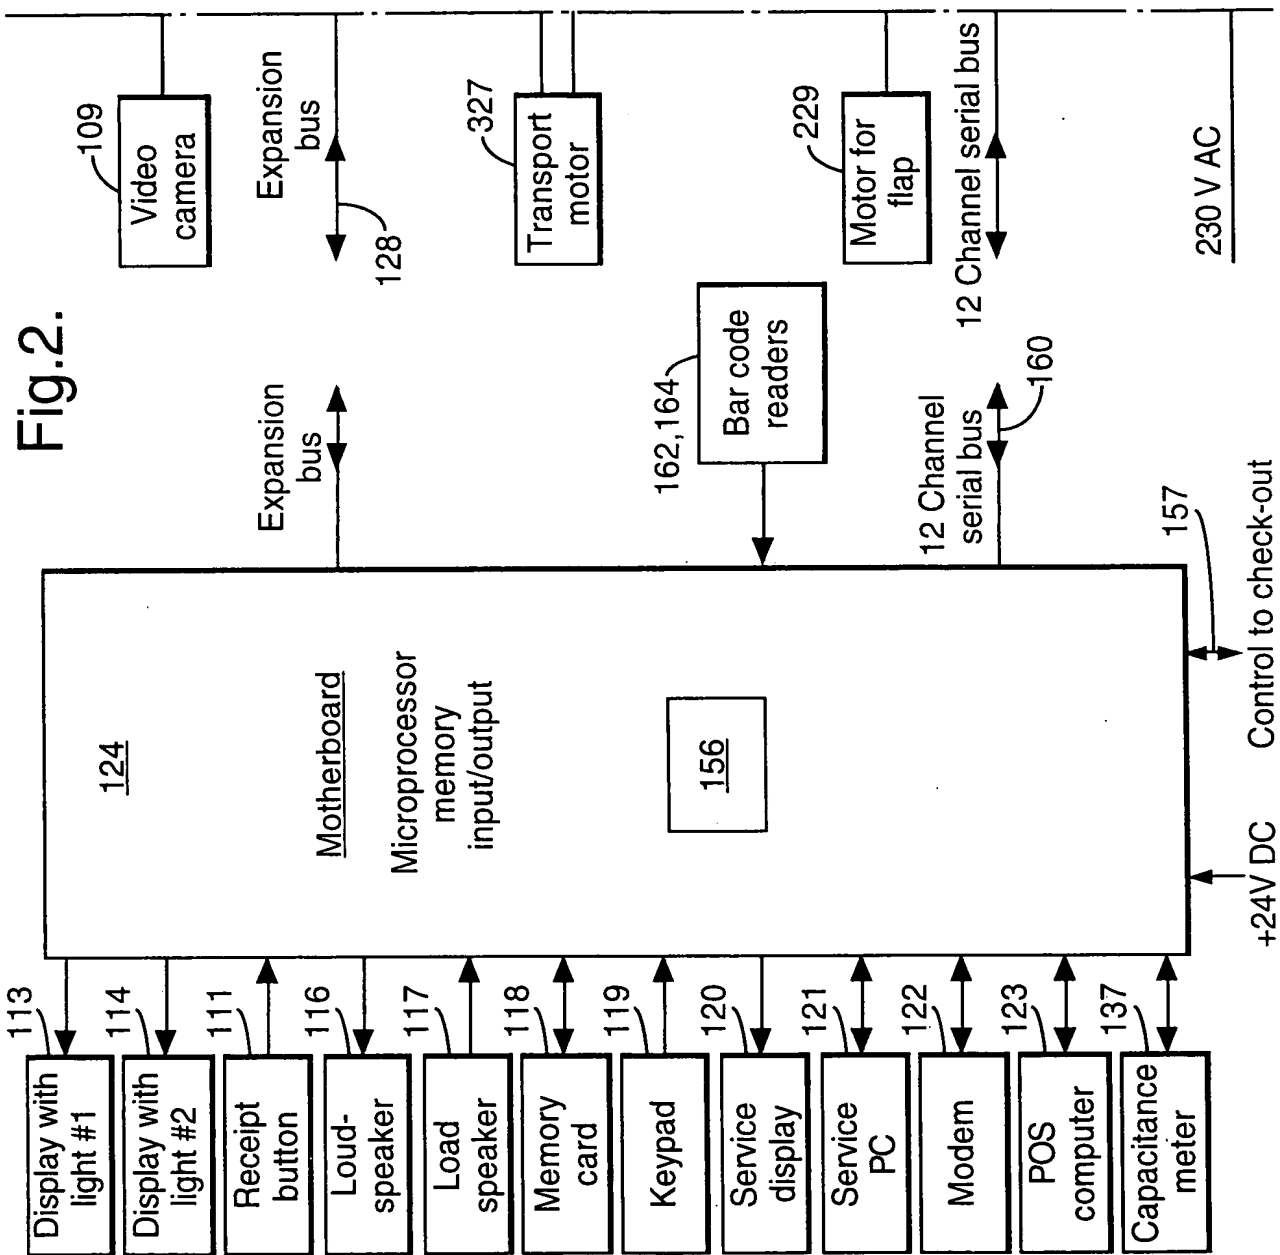 Fig.2.
Display with
light #1
113
Display with
light #2
114
Receipt
button
111
Loud-
speaker
116
Load
speaker
117
Memory
card
118
Keypad
119
Service
display
120
Service
PC
121
Modem
122
POS
computer
123
Capacitance
meter
137
124
Motherboard
Microprocessor
memory
input/output
156
+24V DC
Control to check-out
157
Expansion
bus
162,164
Bar code
readers
12 Channel
serial bus
160
Video
camera
109
Expansion
bus
128
Transport
motor
327
Motor for
flap
229
12 Channel serial bus
230 V AC